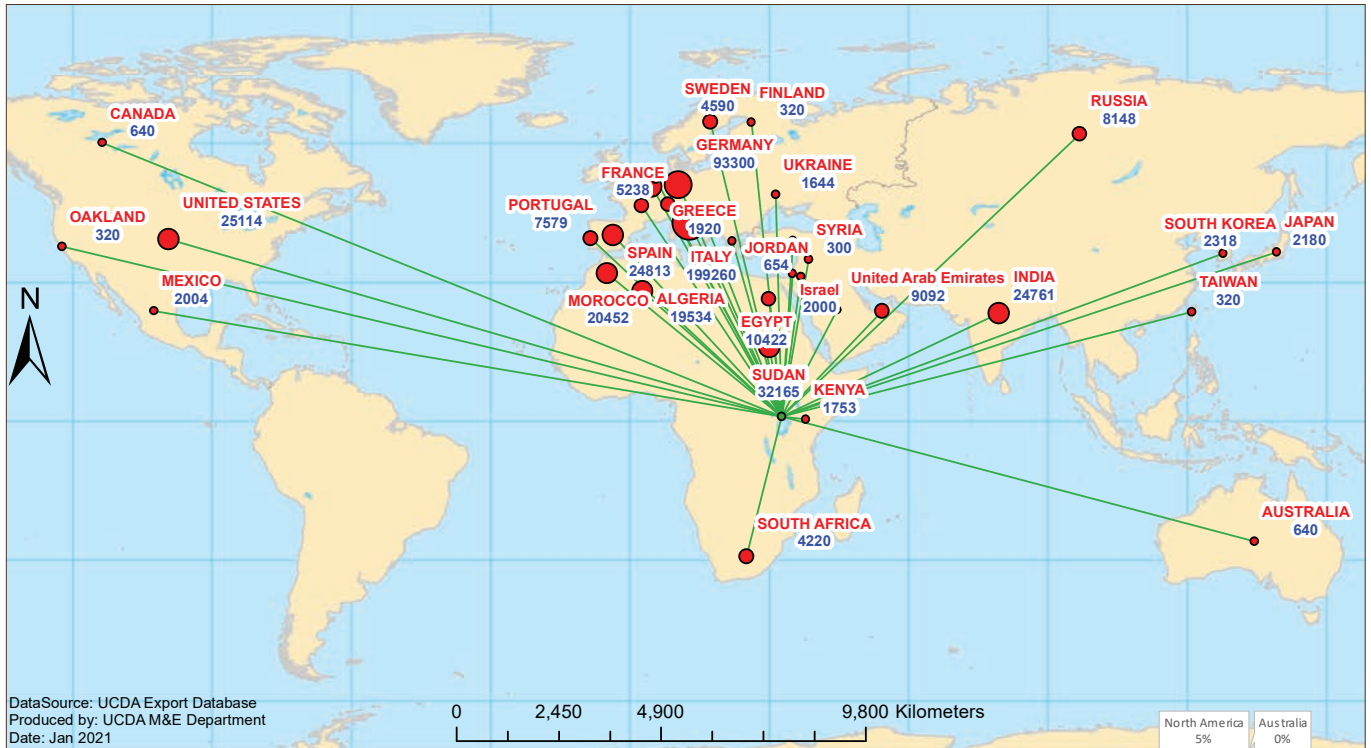 SWEDEN
4590
FINLAND
320
RUSSIA
8148
CANADA
640
GERMANY
93300
UKRAINE
1644
FRANCE
5238
UNITED STATES
25114
PORTUGAL
7579
OAKLAND
320
GREECE
1920
SYRIA
300
SOUTH KOREA
2318
JAPAN
2180
SPAIN
24813
ITALY
199260
JORDAN
654
MEXICO
2004
United Arab Emirates
9092
INDIA
24761
TAIWAN
320
Israel
2000
MOROCCO
20452
ALGERIA
19534
N
EGYPT
10422
SUDAN
32165
KENYA
1753
SOUTH AFRICA
4220
AUSTRALIA
640
DataSource: UCDA Export Database
Produced by: UCDA M&E Department
Date: Jan 2021
0 2,450 4,900 9,800 Kilometers
North America
5%
Australia
0%